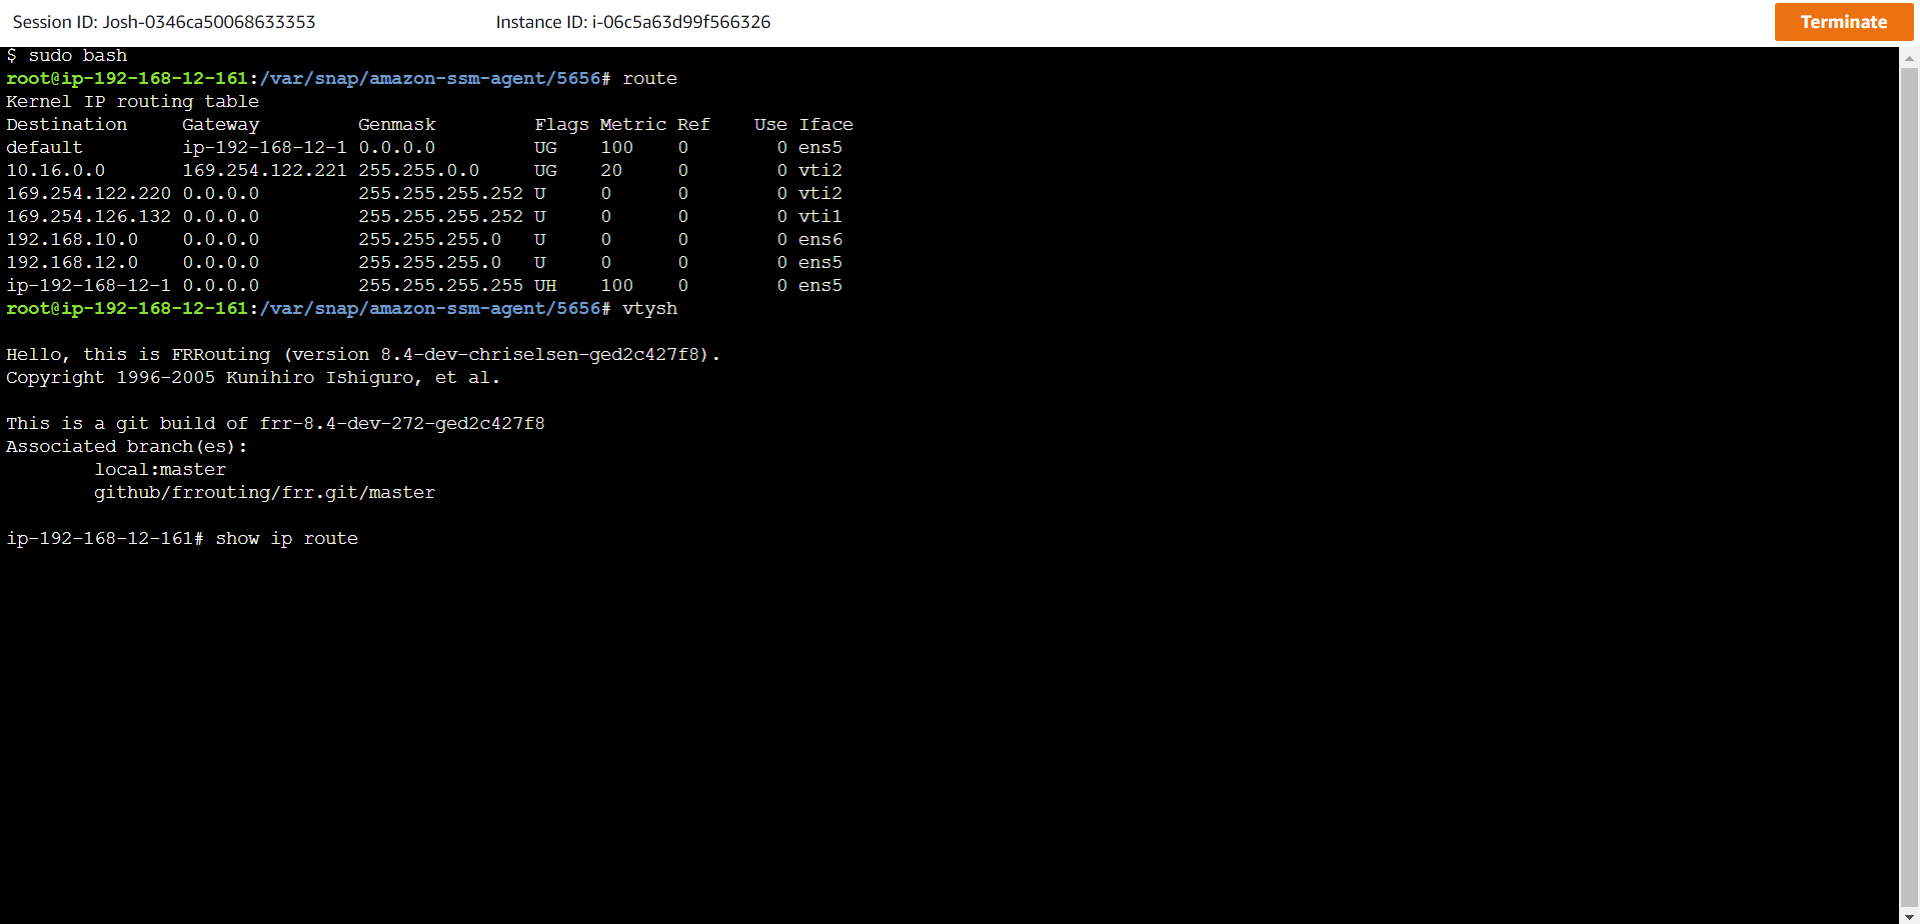 Session ID: Josh-0346ca50068633353 Instance ID: i-06c5a63d99f566326 Terminate
$ sudo bash
root@ip-192-168-12-161:/var/snap/amazon-ssm-agent/5656# route
Kernel IP routing table
Destination     Gateway         Genmask         Flags Metric Ref    Use Iface
default         ip-192-168-12-1 0.0.0.0         UG    100    0        0 ens5
10.16.0.0       169.254.122.221 255.255.0.0     UG    20     0        0 vti2
169.254.122.220 0.0.0.0         255.255.255.252 U     0      0        0 vti2
169.254.126.132 0.0.0.0         255.255.255.252 U     0      0        0 vti1
192.168.10.0    0.0.0.0         255.255.255.0   U     0      0        0 ens6
192.168.12.0    0.0.0.0         255.255.255.0   U     0      0        0 ens5
ip-192-168-12-1 0.0.0.0         255.255.255.255 UH    100    0        0 ens5
root@ip-192-168-12-161:/var/snap/amazon-ssm-agent/5656# vtysh
Hello, this is FRRouting (version 8.4-dev-chriselsen-ged2c427f8).
Copyright 1996-2005 Kunihiro Ishiguro, et al.
This is a git build of frr-8.4-dev-272-ged2c427f8
Associated branch(es):
local:master
github/frrouting/frr.git/master
ip-192-168-12-161# show ip route